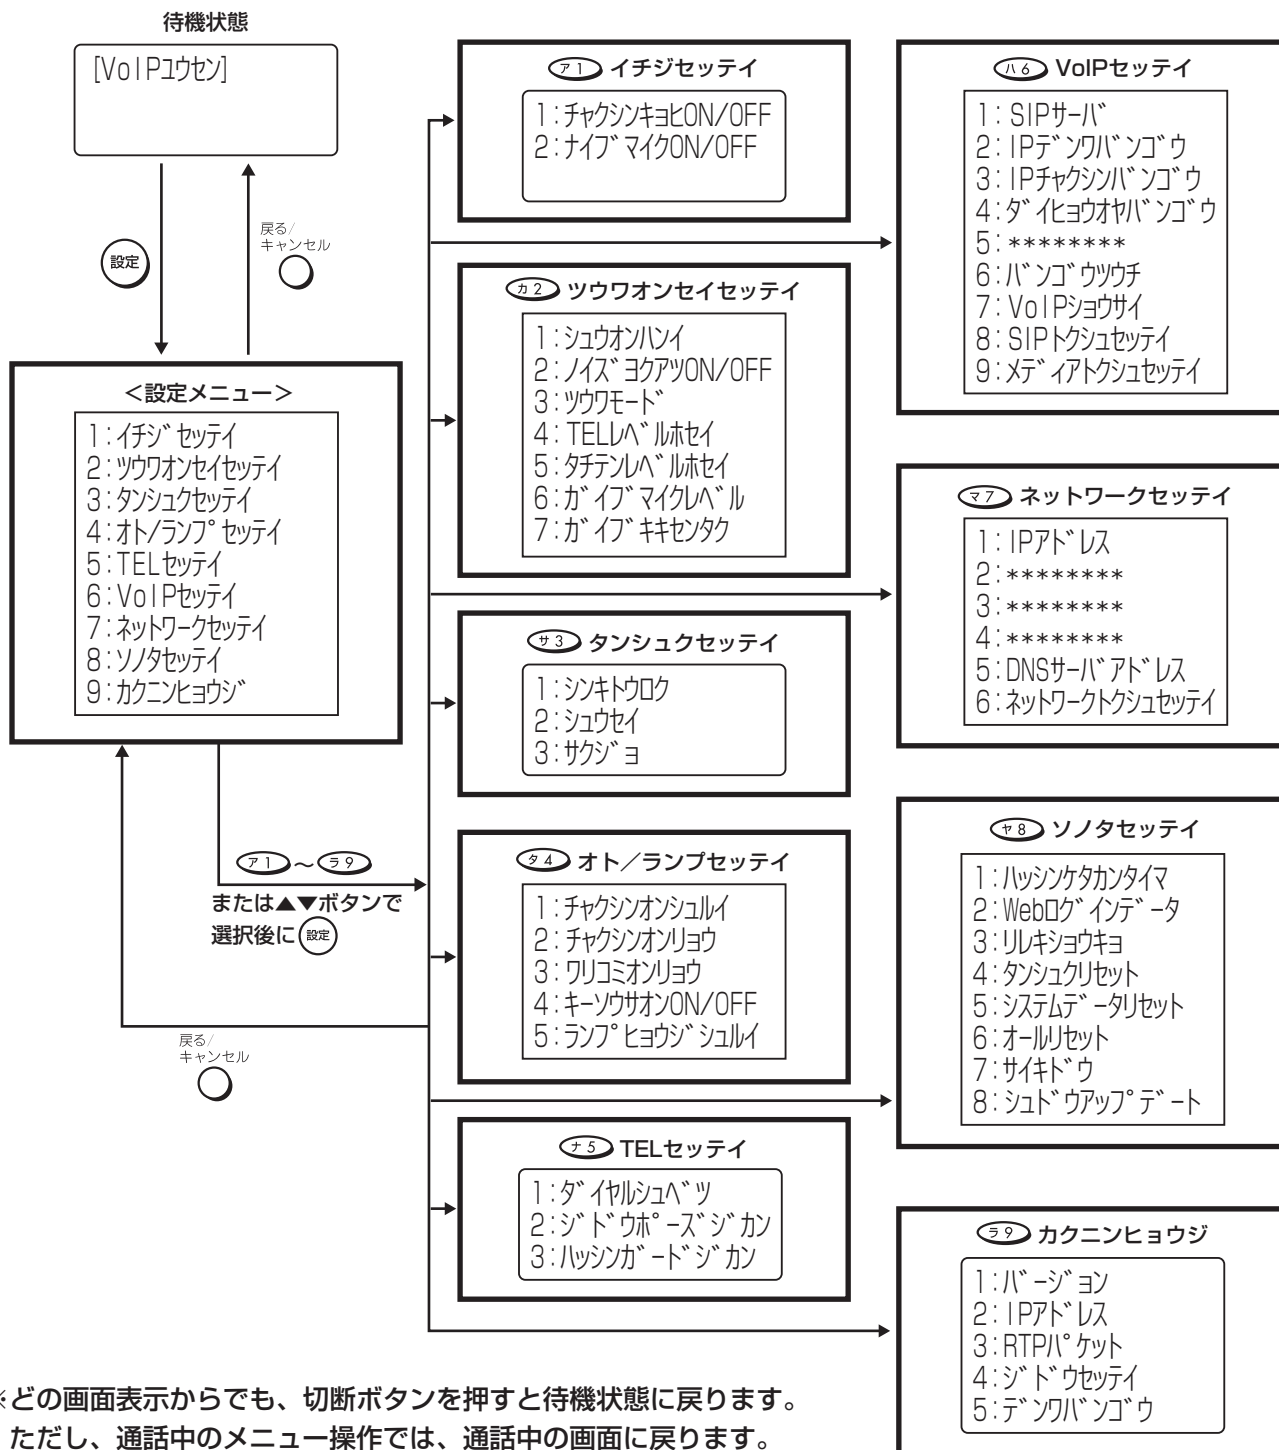 待機状態
[VoIPユウセン]
設定
戻る/
キャンセル
<設定メニュー>
1:イチジセッテイ
2:ツウワオンセイセッテイ
3:タンシュクセッテイ
4:オト/ランプセッテイ
5:TELセッテイ
6:VoIPセッテイ
7:ネットワークセッテイ
8:ソノタセッテイ
9:カクニンヒョウジ
ア1～ラ9
または▲▼ボタンで
選択後に設定
戻る/
キャンセル
ア1 イチジセッテイ
1:チャクシンキョヒON/OFF
2:ナイブマイクON/OFF
カ2 ツウワオンセイセッテイ
1:シュウオンハンイ
2:ノイズヨクアツON/OFF
3:ツウワモード
4:TELレベルホセイ
5:タチテンレベルホセイ
6:ガイブマイクレベル
7:ガイブキキセンタク
サ3 タンシュクセッテイ
1:シンキトウロク
2:シュウセイ
3:サクジョ
タ4 オト／ランプセッテイ
1:チャクシンオンシュルイ
2:チャクシンオンリョウ
3:ワリコミオンリョウ
4:キーソウサオンON/OFF
5:ランプヒョウジシュルイ
ナ5 TELセッテイ
1:ダイヤルシュベツ
2:ジドウポーズジカン
3:ハッシンガードジカン
ハ6 VoIPセッテイ
1:SIPサーバ
2:IPデンワバンゴウ
3:IPチャクシンバンゴウ
4:ダイヒョウオヤバンゴウ
5:********
6:バンゴウツウチ
7:VoIPショウサイ
8:SIPトクシュセッテイ
9:メディアトクシュセッテイ
マ7 ネットワークセッテイ
1:IPアドレス
2:********
3:********
4:********
5:DNSサーバアドレス
6:ネットワークトクシュセッテイ
ヤ8 ソノタセッテイ
1:ハッシンケタカンタイマ
2:Webログインデータ
3:リレキショウキョ
4:タンシュクリセット
5:システムデータリセット
6:オールリセット
7:サイキドウ
8:シュドウアップデート
ラ9 カクニンヒョウジ
1:バージョン
2:IPアドレス
3:RTPパケット
4:ジドウセッテイ
5:デンワバンゴウ
※どの画面表示からでも、切断ボタンを押すと待機状態に戻ります。
ただし、通話中のメニュー操作では、通話中の画面に戻ります。